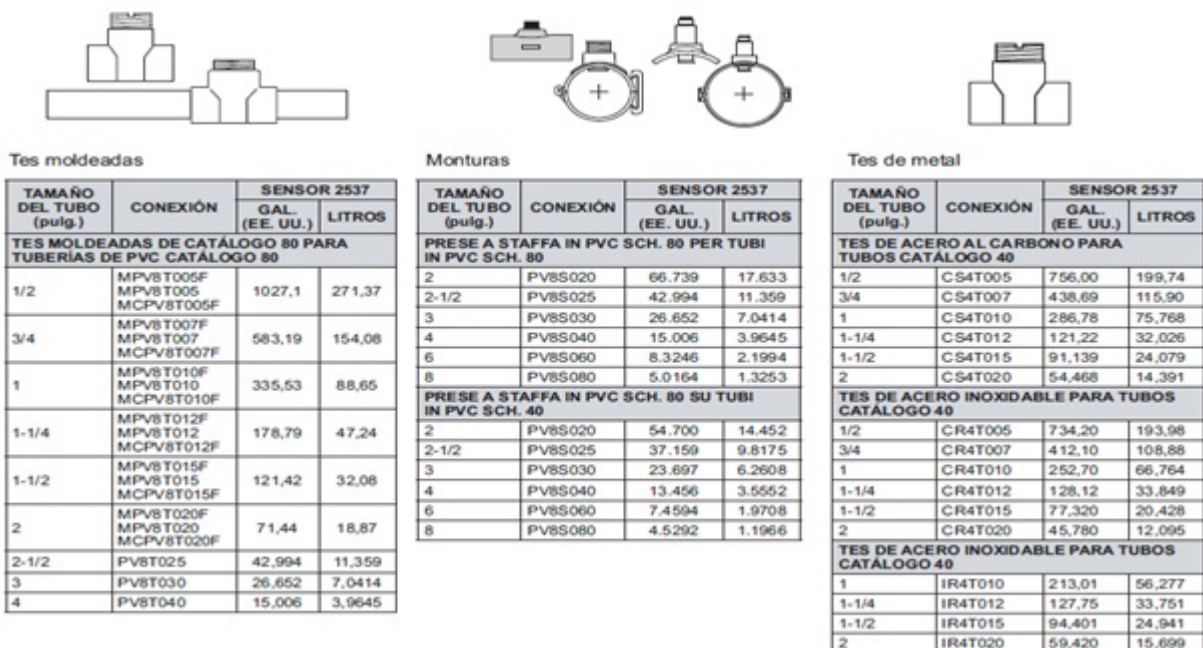 Tes moldeadas
TAMAÑO DEL TUBO (pulg.) CONEXIÓN SENSOR 2537 GAL. (EE. UU.) LITROS
TES MOLDEADAS DE CATÁLOGO 80 PARA
TUBERÍAS DE PVC CATÁLOGO 80
1/2 MPV8T005F MPV8T005 MCPV8T005F 1027,1 271,37
3/4 MPV8T007F MPV8T007 MCPV8T007F 583,19 154,08
1 MPV8T010F MPV8T010 MCPV8T010F 335,53 88,65
1-1/4 MPV8T012F MPV8T012 MCPV8T012F 178,79 47,24
1-1/2 MPV8T015F MPV8T015 MCPV8T015F 121,42 32,08
2 MPV8T020F MPV8T020 MCPV8T020F 71,44 18,87
2-1/2 PV8T025 42,994 11,359
3 PV8T030 26,652 7,0414
4 PV8T040 15,006 3,9645
Monturas
TAMAÑO DEL TUBO (pulg.) CONEXIÓN SENSOR 2537 GAL. (EE. UU.) LITROS
PRESE A STAFFA IN PVC SCH. 80 PER TUBI
IN PVC SCH. 80
2 PV8S020 66.739 17.633
2-1/2 PV8S025 42.994 11.359
3 PV8S030 26.652 7.0414
4 PV8S040 15.006 3.9645
6 PV8S060 8.3246 2.1994
8 PV8S080 5.0164 1.3253
PRESE A STAFFA IN PVC SCH. 80 SU TUBI
IN PVC SCH. 40
2 PV8S020 54.700 14.452
2-1/2 PV8S025 37.159 9.8175
3 PV8S030 23.697 6.2608
4 PV8S040 13.456 3.5552
6 PV8S060 7.4594 1.9708
8 PV8S080 4.5292 1.1966
Tes de metal
TAMAÑO DEL TUBO (pulg.) CONEXIÓN SENSOR 2537 GAL. (EE. UU.) LITROS
TES DE ACERO AL CARBONO PARA
TUBOS CATÁLOGO 40
1/2 CS4T005 756,00 199,74
3/4 CS4T007 438,69 115,90
1 CS4T010 286,78 75,768
1-1/4 CS4T012 121,22 32,026
1-1/2 CS4T015 91,139 24,079
2 CS4T020 54,468 14,391
TES DE ACERO INOXIDABLE PARA TUBOS
CATÁLOGO 40
1/2 CR4T005 734,20 193,98
3/4 CR4T007 412,10 108,88
1 CR4T010 252,70 66,764
1-1/4 CR4T012 128,12 33,849
1-1/2 CR4T015 77,320 20,428
2 CR4T020 45,780 12,095
TES DE ACERO INOXIDABLE PARA TUBOS
CATÁLOGO 40
1 IR4T010 213,01 56,277
1-1/4 IR4T012 127,75 33,751
1-1/2 IR4T015 94,401 24,941
2 IR4T020 59.420 15.699